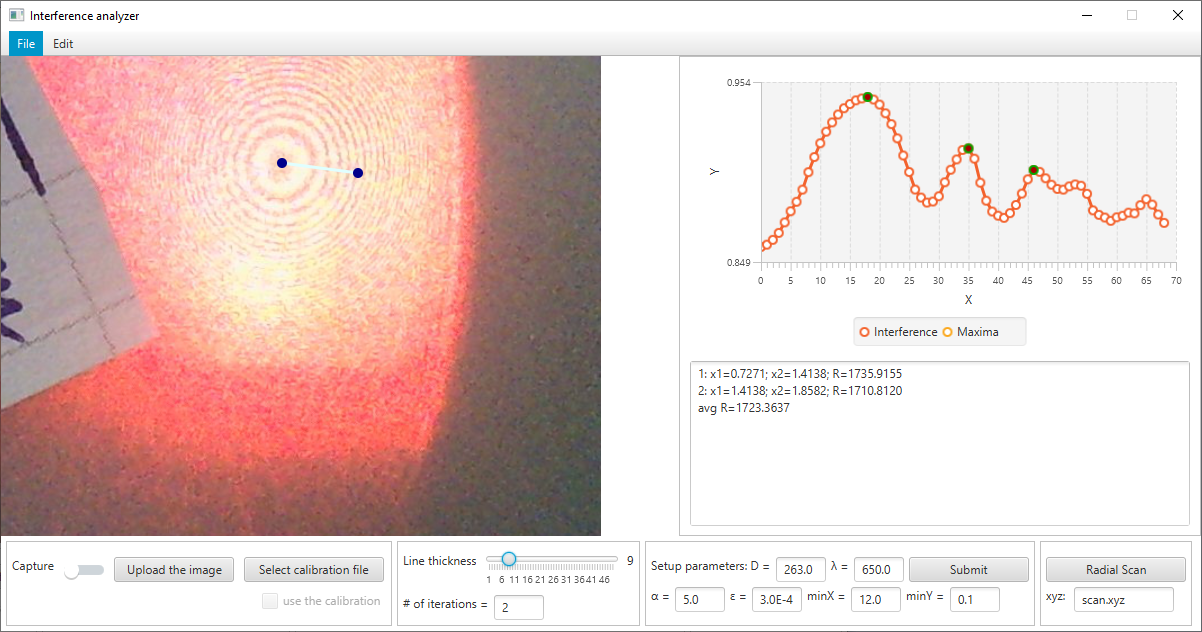 Interference analyzer
File Edit
0.954
Y
0.849
0 5 10 15 20 25 30 35 40 45 50 55 60 65 70
X
Interference Maxima
1: x1=0.7271; x2=1.4138; R=1735.9155
2: x1=1.4138; x2=1.8582; R=1710.8120
avg R=1723.3637
Capture
Upload the image
Select calibration file
use the calibration
Line thickness
1 6 11 16 21 26 31 36 41 46
9
# of iterations = 2
Setup parameters: D = 263.0 λ = 650.0 Submit
α = 5.0 ε = 3.0E-4 minX = 12.0 minY = 0.1
Radial Scan
xyz: scan.xyz